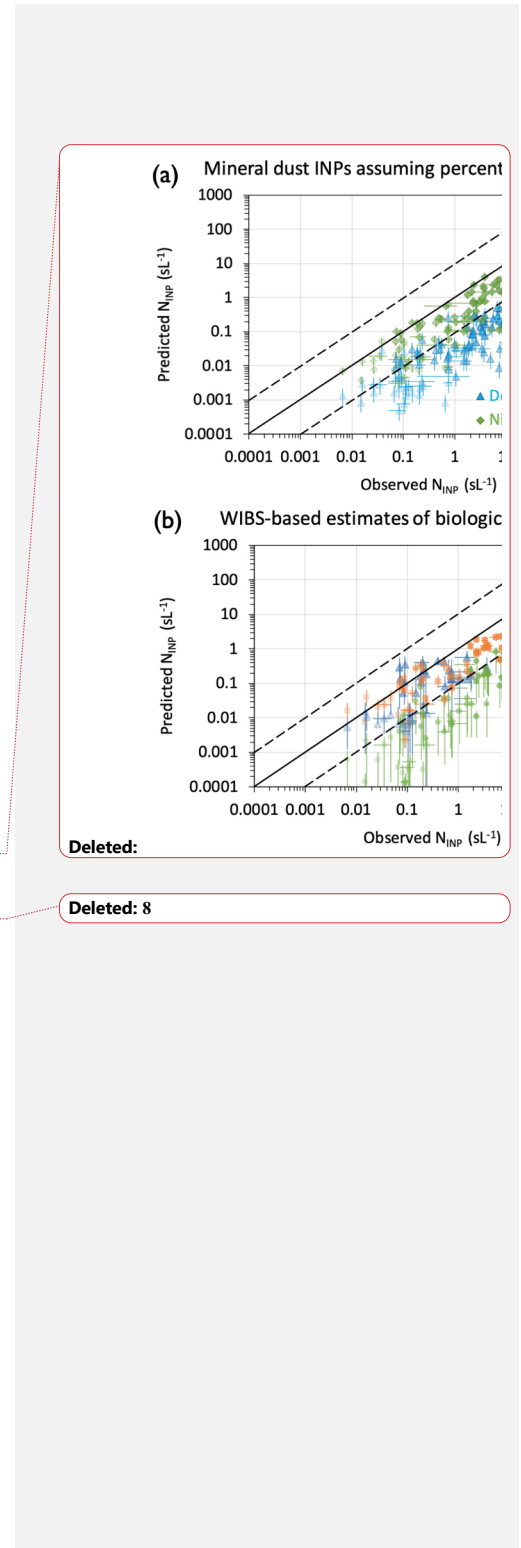 (a) Mineral dust INPs assuming percent
1000
100
10
1
0.1
0.01
0.001
0.0001
Predicted N_INP (sL⁻¹)
D
Ni
0.0001 0.001 0.01 0.1 1 1
Observed N_INP (sL⁻¹)
(b) WIBS-based estimates of biologic
1000
100
10
1
0.1
0.01
0.001
0.0001
Predicted N_INP (sL⁻¹)
0.0001 0.001 0.01 0.1 1
Observed N_INP (sL⁻¹)
Deleted:
Deleted: 8